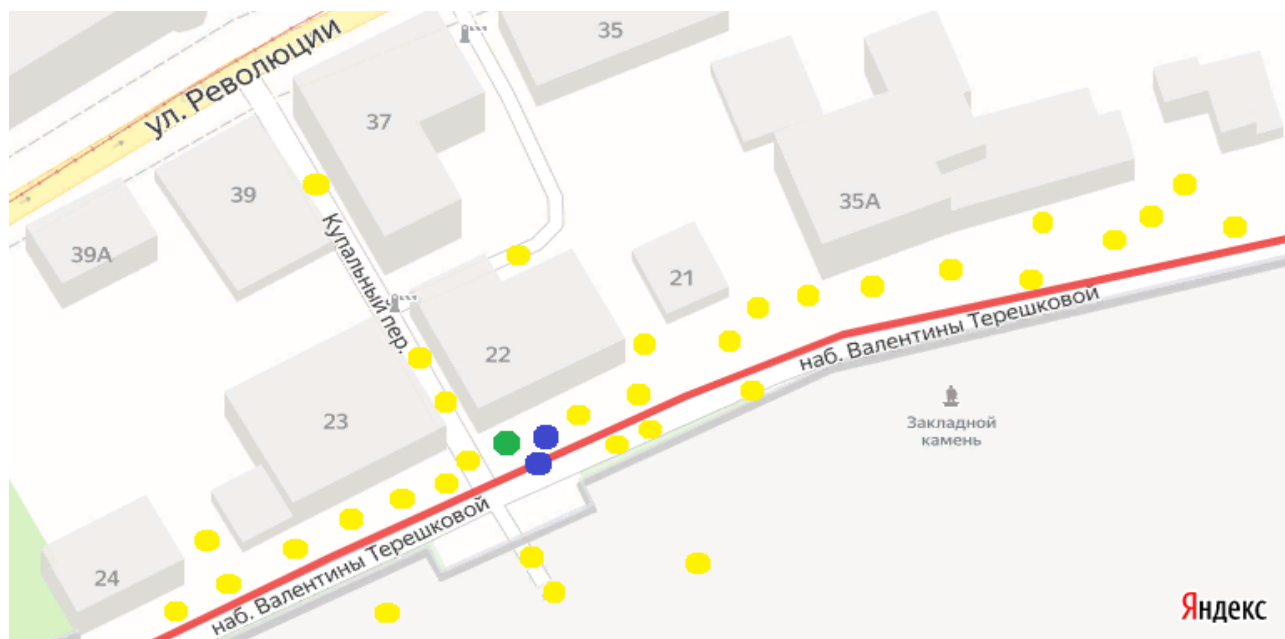 35
ул. Революции
37
39
35А
Купальный пер.
39А
21
наб. Валентины Терешковой
22
Закладной
камень
23
наб. Валентины Терешковой
24
Яндекс